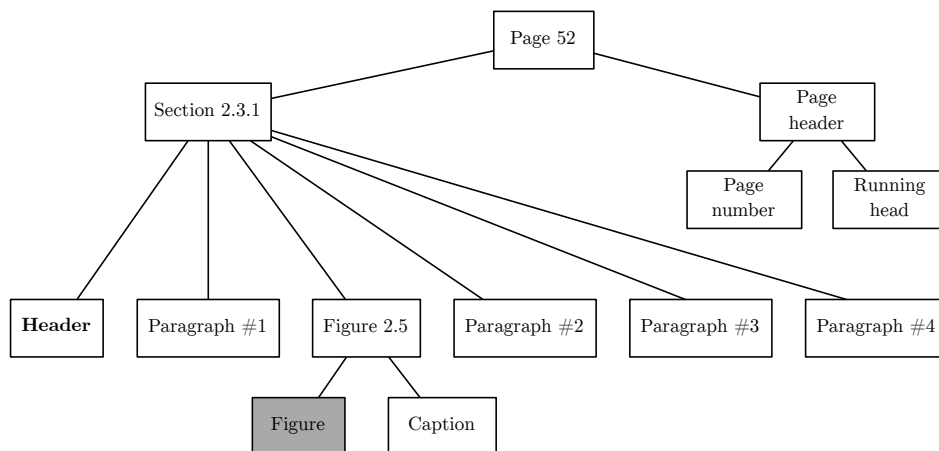 Page 52
Section 2.3.1
Page
header
Page
number
Running
head
Header
Paragraph #1
Figure 2.5
Paragraph #2
Paragraph #3
Paragraph #4
Figure
Caption